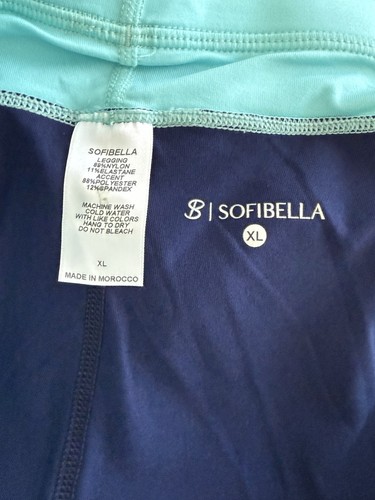 SOFIBELLA
LEGGING
89%NYLON
11%ELASTANE
ACCENT
88%POLYESTER
12%SPANDEX
MACHINE WASH
COLD WATER
WITH LIKE COLORS
HANG TO DRY
DO NOT BLEACH
XL
MADE IN MOROCCO
SB | SOFIBELLA
XL